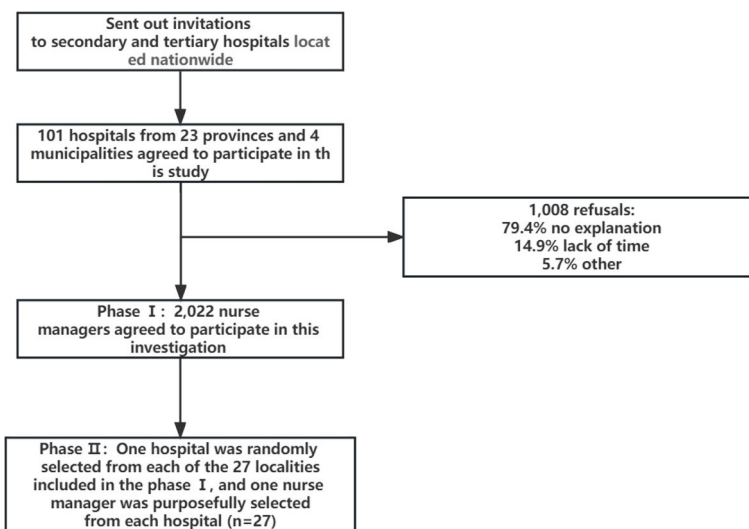 Sent out invitations
to secondary and tertiary hospitals locat
ed nationwide
101 hospitals from 23 provinces and 4
municipalities agreed to participate in th
is study
1,008 refusals:
79.4% no explanation
14.9% lack of time
5.7% other
Phase Ⅰ: 2,022 nurse
managers agreed to participate in this
investigation
Phase Ⅱ: One hospital was randomly
selected from each of the 27 localities
included in the phase Ⅰ, and one nurse
manager was purposefully selected
from each hospital (n=27)